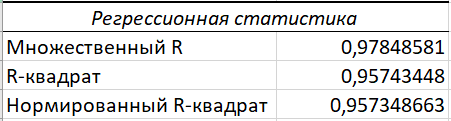 Регрессионная статистика
Множественный R 0,97848581
R-квадрат 0,95743448
Нормированный R-квадрат 0,957348663